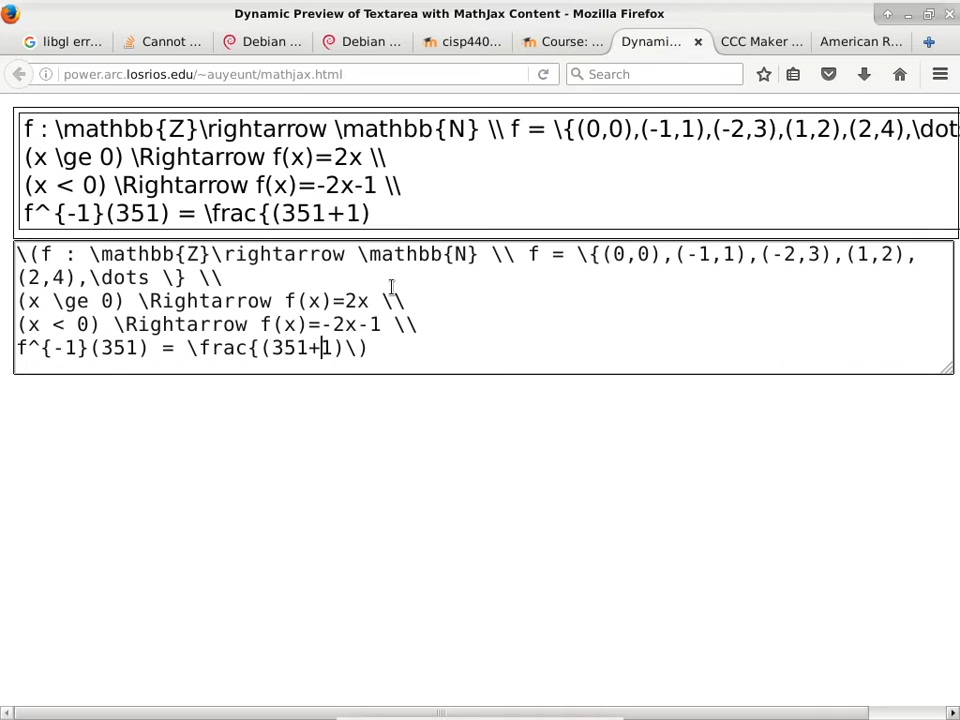 Dynamic Preview of Textarea with MathJax Content - Mozilla Firefox
libgl err... Cannot ... Debian ... Debian ... cisp440... Course: ... Dynami... CCC Maker ... American R...
power.arc.losrios.edu/~auyeunt/mathjax.html Search
f : \mathbb{Z}\rightarrow \mathbb{N} \\ f = \{(0,0),(-1,1),(-2,3),(1,2),(2,4),\dots
(x \ge 0) \Rightarrow f(x)=2x \\
(x < 0) \Rightarrow f(x)=-2x-1 \\
f^{-1}(351) = \frac{(351+1)
\(f : \mathbb{Z}\rightarrow \mathbb{N} \\ f = \{(0,0),(-1,1),(-2,3),(1,2),
(2,4),\dots \} \\
(x \ge 0) \Rightarrow f(x)=2x \\
(x < 0) \Rightarrow f(x)=-2x-1 \\
f^{-1}(351) = \frac{(351+1)\)